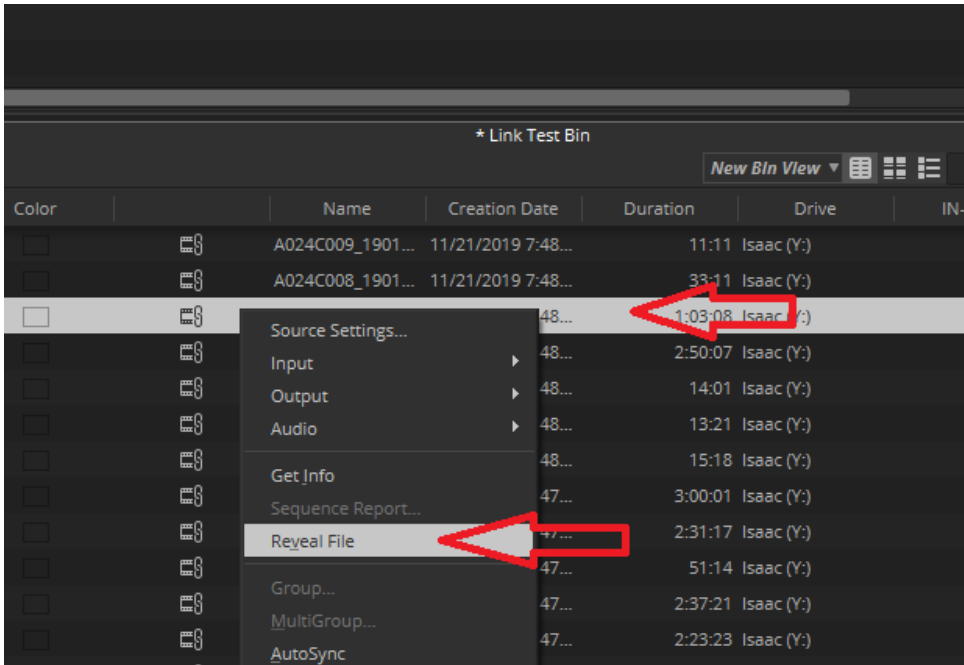 * Link Test Bin
New Bin View
Color Name Creation Date Duration Drive IN-
A024C009_1901... 11/21/2019 7:48... 11:11 Isaac (Y:)
A024C008_1901... 11/21/2019 7:48... 33:11 Isaac (Y:)
48... 1:03:08 Isaac (Y:)
Source Settings...
48... 2:50:07 Isaac (Y:)
Input
48... 14:01 Isaac (Y:)
Output
48... 13:21 Isaac (Y:)
Audio
48... 15:18 Isaac (Y:)
Get Info
47... 3:00:01 Isaac (Y:)
Sequence Report...
47... 2:31:17 Isaac (Y:)
Reveal File
47... 51:14 Isaac (Y:)
Group...
47... 2:37:21 Isaac (Y:)
MultiGroup...
47... 2:23:23 Isaac (Y:)
AutoSync